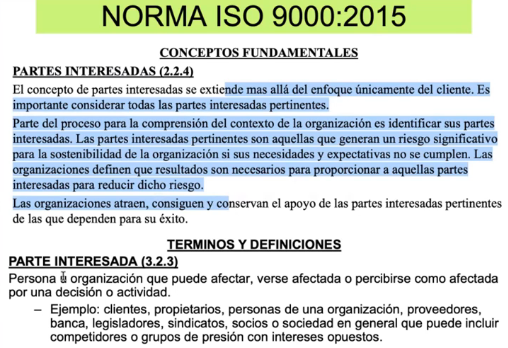 NORMA ISO 9000:2015
CONCEPTOS FUNDAMENTALES
PARTES INTERESADAS (2.2.4)
El concepto de partes interesadas se extiende mas allá del enfoque únicamente del cliente. Es
importante considerar todas las partes interesadas pertinentes.
Parte del proceso para la comprensión del contexto de la organización es identificar sus partes
interesadas. Las partes interesadas pertinentes son aquellas que generan un riesgo significativo
para la sostenibilidad de la organización si sus necesidades y expectativas no se cumplen. Las
organizaciones definen que resultados son necesarios para proporcionar a aquellas partes
interesadas para reducir dicho riesgo.
Las organizaciones atraen, consiguen y conservan el apoyo de las partes interesadas pertinentes
de las que dependen para su éxito.
TERMINOS Y DEFINICIONES
PARTE INTERESADA (3.2.3)
Persona u organización que puede afectar, verse afectada o percibirse como afectada
por una decisión o actividad.
– Ejemplo: clientes, propietarios, personas de una organización, proveedores,
banca, legisladores, sindicatos, socios o sociedad en general que puede incluir
competidores o grupos de presión con intereses opuestos.